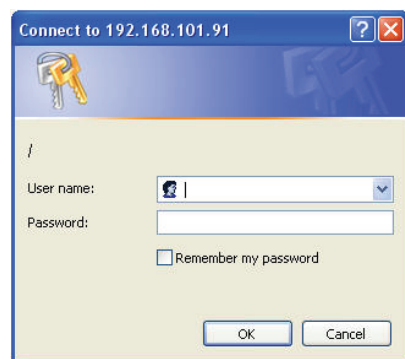 Connect to 192.168.101.91
/
User name:
Password:
Remember my password
OK
Cancel